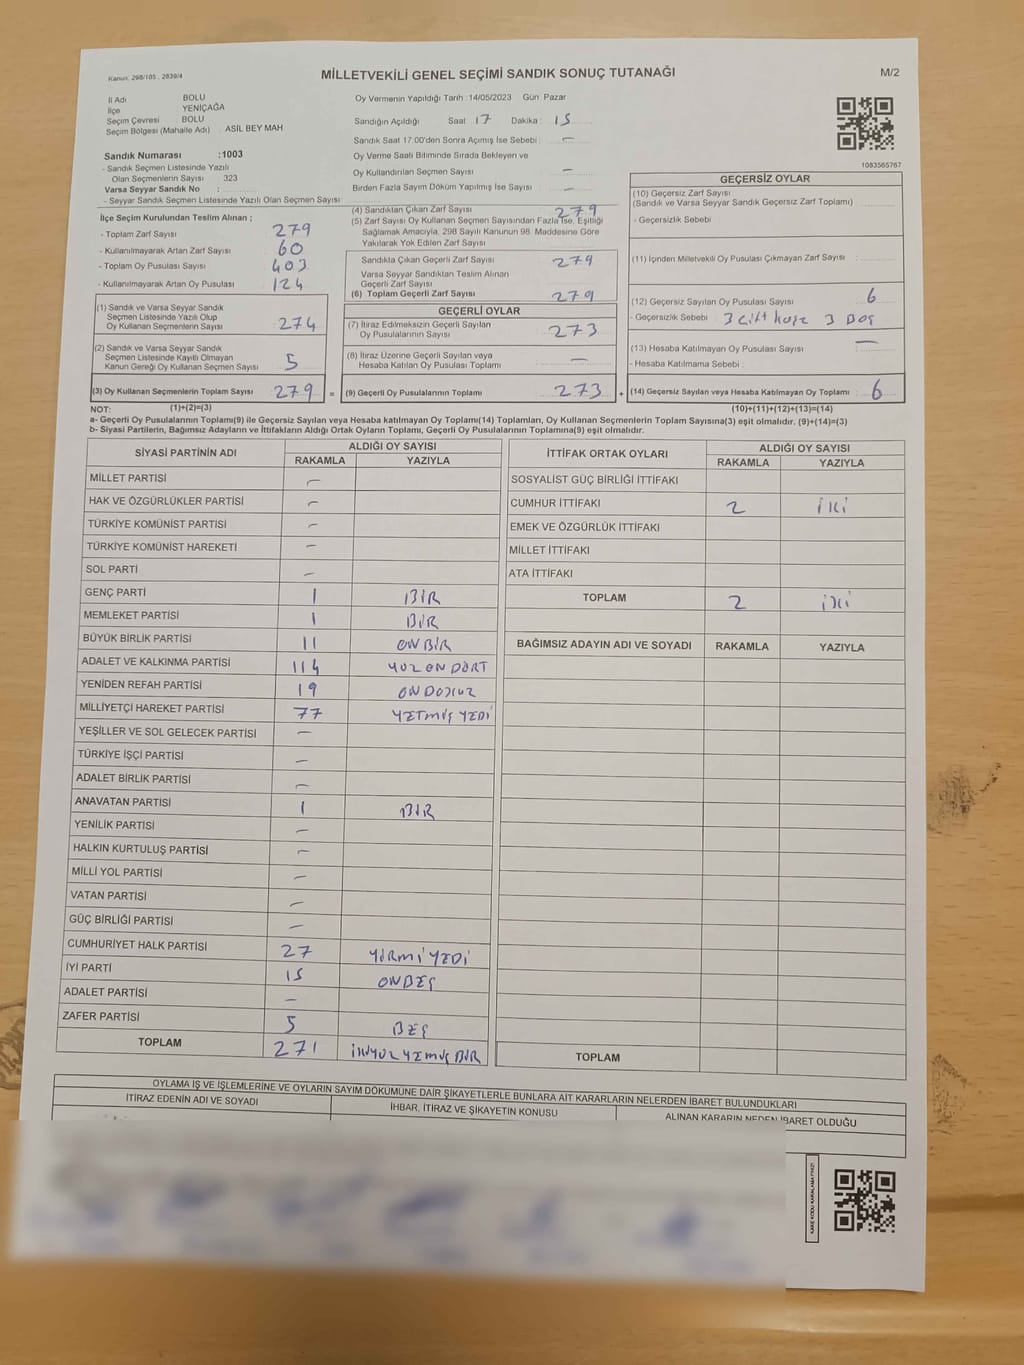 Kanun, 298/105 , 2839/4
MİLLETVEKİLİ GENEL SEÇİMİ SANDIK SONUÇ TUTANAĞI
M/2
İl Adı BOLU
İlçe YENİÇAĞA
Seçim Çevresi BOLU
Seçim Bölgesi (Mahalle Adı) : ASİL BEY MAH
Sandık Numarası :1003
- Sandık Seçmen Listesinde Yazılı
Olan Seçmenlerin Sayısı 323
Varsa Seyyar Sandık No :
- Seyyar Sandık Seçmen Listesinde Yazılı Olan Seçmen Sayısı
Oy Vermenin Yapıldığı Tarih :14/05/2023 Gün: Pazar
Sandığın Açıldığı Saat : 17 Dakika : 15
Sandık Saat 17:00'den Sonra Açımış İse Sebebi : —
Oy Verme Saati Bitiminde Sırada Bekleyen ve
Oy Kullandırılan Seçmen Sayısı —
Birden Fazla Sayım Döküm Yapılmış İse Sayısı —
1083565767
İlçe Seçim Kurulundan Teslim Alınan ;
- Toplam Zarf Sayısı 279
- Kullanılmayarak Artan Zarf Sayısı 60
- Toplam Oy Pusulası Sayısı 403
- Kullanılmayarak Artan Oy Pusulası 124
(4) Sandıktan Çıkan Zarf Sayısı 279
(5) Zarf Sayısı Oy Kullanan Seçmen Sayısından Fazla İse, Eşitliği
Sağlamak Amacıyla, 298 Sayılı Kanunun 98. Maddesine Göre
Yakılarak Yok Edilen Zarf Sayısı
Sandıkta Çıkan Geçerli Zarf Sayısı 279
Varsa Seyyar Sandıktan Teslim Alınan
Geçerli Zarf Sayısı
(6) Toplam Geçerli Zarf Sayısı 279
GEÇERSİZ OYLAR
(10) Geçersiz Zarf Sayısı
(Sandık ve Varsa Seyyar Sandık Geçersiz Zarf Toplamı)
- Geçersizlik Sebebi
(11) İçinden Milletvekili Oy Pusulası Çıkmayan Zarf Sayısı :
(12) Geçersiz Sayılan Oy Pusulası Sayısı 6
- Geçersizlik Sebebi : 3 Çift kaşe 3 Boş
(13) Hesaba Katılmayan Oy Pusulası Sayısı : —
- Hesaba Katılmama Sebebi :
(14) Geçersiz Sayılan veya Hesaba Katılmayan Oy Toplamı : 6
(1) Sandık ve Varsa Seyyar Sandık
Seçmen Listesinde Yazılı Olup
Oy Kullanan Seçmenlerin Sayısı 274
(2) Sandık ve Varsa Seyyar Sandık
Seçmen Listesinde Kayıtlı Olmayan
Kanun Gereği Oy Kullanan Seçmen Sayısı 5
(3) Oy Kullanan Seçmenlerin Toplam Sayısı 279 =
GEÇERLİ OYLAR
(7) İtiraz Edilmeksizin Geçerli Sayılan
Oy Pusulalarının Sayısı 273
(8) İtiraz Üzerine Geçerli Sayılan veya
Hesaba Katılan Oy Pusulası Toplamı —
(9) Geçerli Oy Pusulalarının Toplamı 273 +
NOT: (1)+(2)=(3) (10)+(11)+(12)+(13)=(14)
a- Geçerli Oy Pusulalarının Toplamı(9) ile Geçersiz Sayılan veya Hesaba katılmayan Oy Toplamı(14) Toplamları, Oy Kullanan Seçmenlerin Toplam Sayısına(3) eşit olmalıdır. (9)+(14)=(3)
b- Siyasi Partilerin, Bağımsız Adayların ve İttifakların Aldığı Ortak Oyların Toplamı, Geçerli Oy Pusulalarının Toplamına(9) eşit olmalıdır.
SİYASİ PARTİNİN ADI ALDIĞI OY SAYISI
RAKAMLA YAZIYLA
MİLLET PARTİSİ —
HAK VE ÖZGÜRLÜKLER PARTİSİ —
TÜRKİYE KOMÜNİST PARTİSİ —
TÜRKİYE KOMÜNİST HAREKETİ —
SOL PARTİ —
GENÇ PARTİ 1 BİR
MEMLEKET PARTİSİ 1 BİR
BÜYÜK BİRLİK PARTİSİ 11 ONBİR
ADALET VE KALKINMA PARTİSİ 114 YÜZ ON DÖRT
YENİDEN REFAH PARTİSİ 19 ON DOKUZ
MİLLİYETÇİ HAREKET PARTİSİ 77 YETMİŞ YEDİ
YEŞİLLER VE SOL GELECEK PARTİSİ —
TÜRKİYE İŞÇİ PARTİSİ —
ADALET BİRLİK PARTİSİ —
ANAVATAN PARTİSİ 1 BİR
YENİLİK PARTİSİ —
HALKIN KURTULUŞ PARTİSİ —
MİLLİ YOL PARTİSİ —
VATAN PARTİSİ —
GÜÇ BİRLİĞİ PARTİSİ —
CUMHURİYET HALK PARTİSİ 27 YİRMİ YEDİ
İYİ PARTİ 15 ONBEŞ
ADALET PARTİSİ —
ZAFER PARTİSİ 5 BEŞ
TOPLAM 271 İKİYÜZ YEMİŞ BİR
İTTİFAK ORTAK OYLARI ALDIĞI OY SAYISI
RAKAMLA YAZIYLA
SOSYALİST GÜÇ BİRLİĞİ İTTİFAKI
CUMHUR İTTİFAKI 2 İKİ
EMEK VE ÖZGÜRLÜK İTTİFAKI
MİLLET İTTİFAKI
ATA İTTİFAKI
TOPLAM 2 İKİ
BAĞIMSIZ ADAYIN ADI VE SOYADI RAKAMLA YAZIYLA
TOPLAM
OYLAMA İŞ VE İŞLEMLERİNE VE OYLARIN SAYIM DÖKÜMÜNE DAİR ŞİKAYETLERLE BUNLARA AİT KARARLARIN NELERDEN İBARET BULUNDUKLARI
İTİRAZ EDENİN ADI VE SOYADI İHBAR, İTİRAZ VE ŞİKAYETİN KONUSU ALINAN KARARIN NEDEN İBARET OLDUĞU
KARE KODU KARALAMAYINIZ!